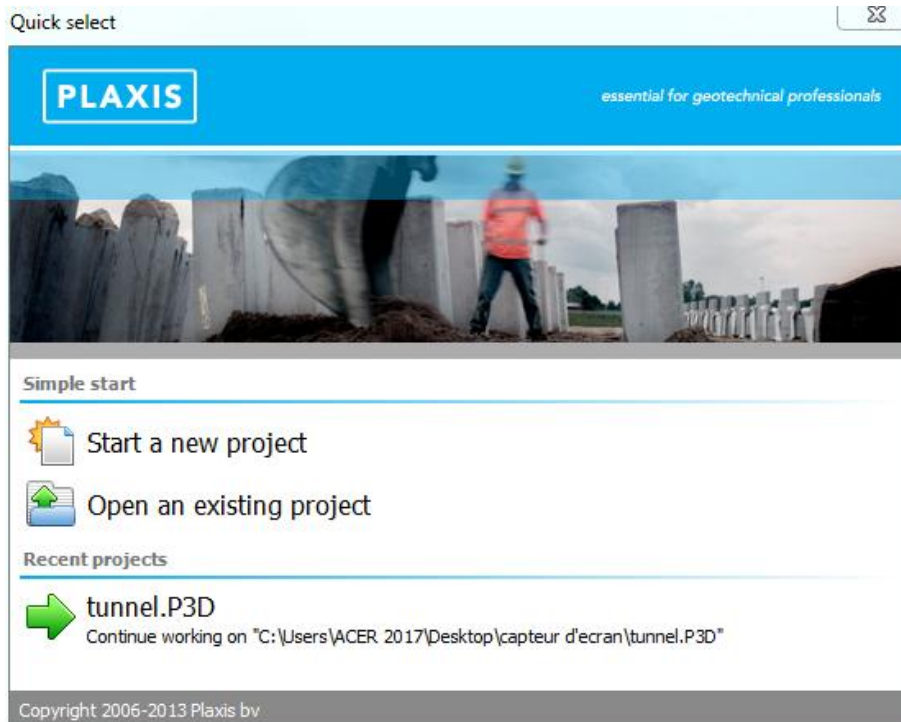 Quick select
PLAXIS
essential for geotechnical professionals
Simple start
Start a new project
Open an existing project
Recent projects
tunnel.P3D
Continue working on "C:\Users\ACER 2017\Desktop\capteur d'ecran\tunnel.P3D"
Copyright 2006-2013 Plaxis bv